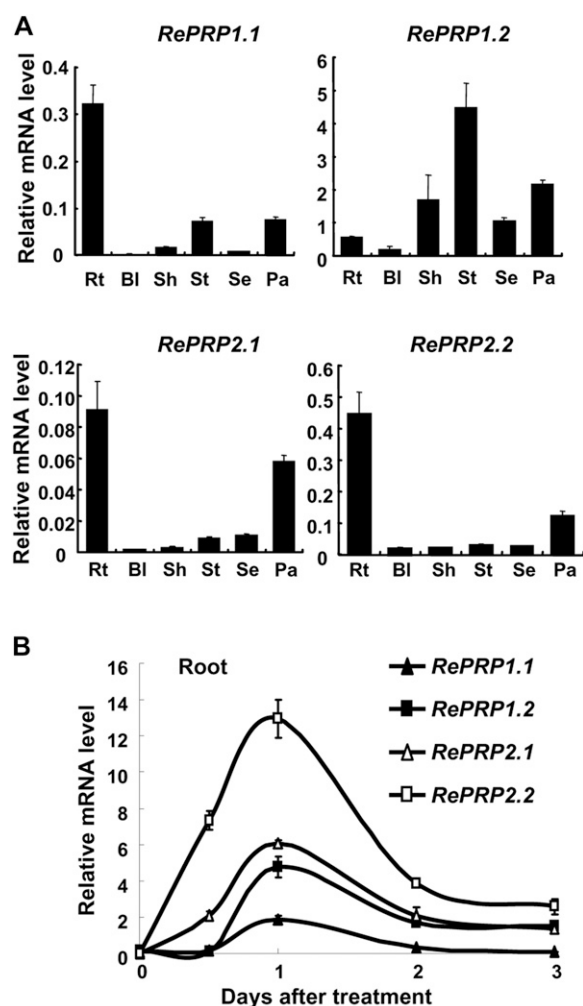 A
RePRP1.1
RePRP1.2
Relative mRNA level
0.4
0.3
0.2
0.1
0
Rt Bl Sh St Se Pa
6
5
4
3
2
1
0
Rt Bl Sh St Se Pa
RePRP2.1
RePRP2.2
Relative mRNA level
0.12
0.10
0.08
0.06
0.04
0.02
0
Rt Bl Sh St Se Pa
0.6
0.5
0.4
0.3
0.2
0.1
0
Rt Bl Sh St Se Pa
B
Root
Relative mRNA level
16
14
12
10
8
6
4
2
0
RePRP1.1
RePRP1.2
RePRP2.1
RePRP2.2
0 1 2 3
Days after treatment